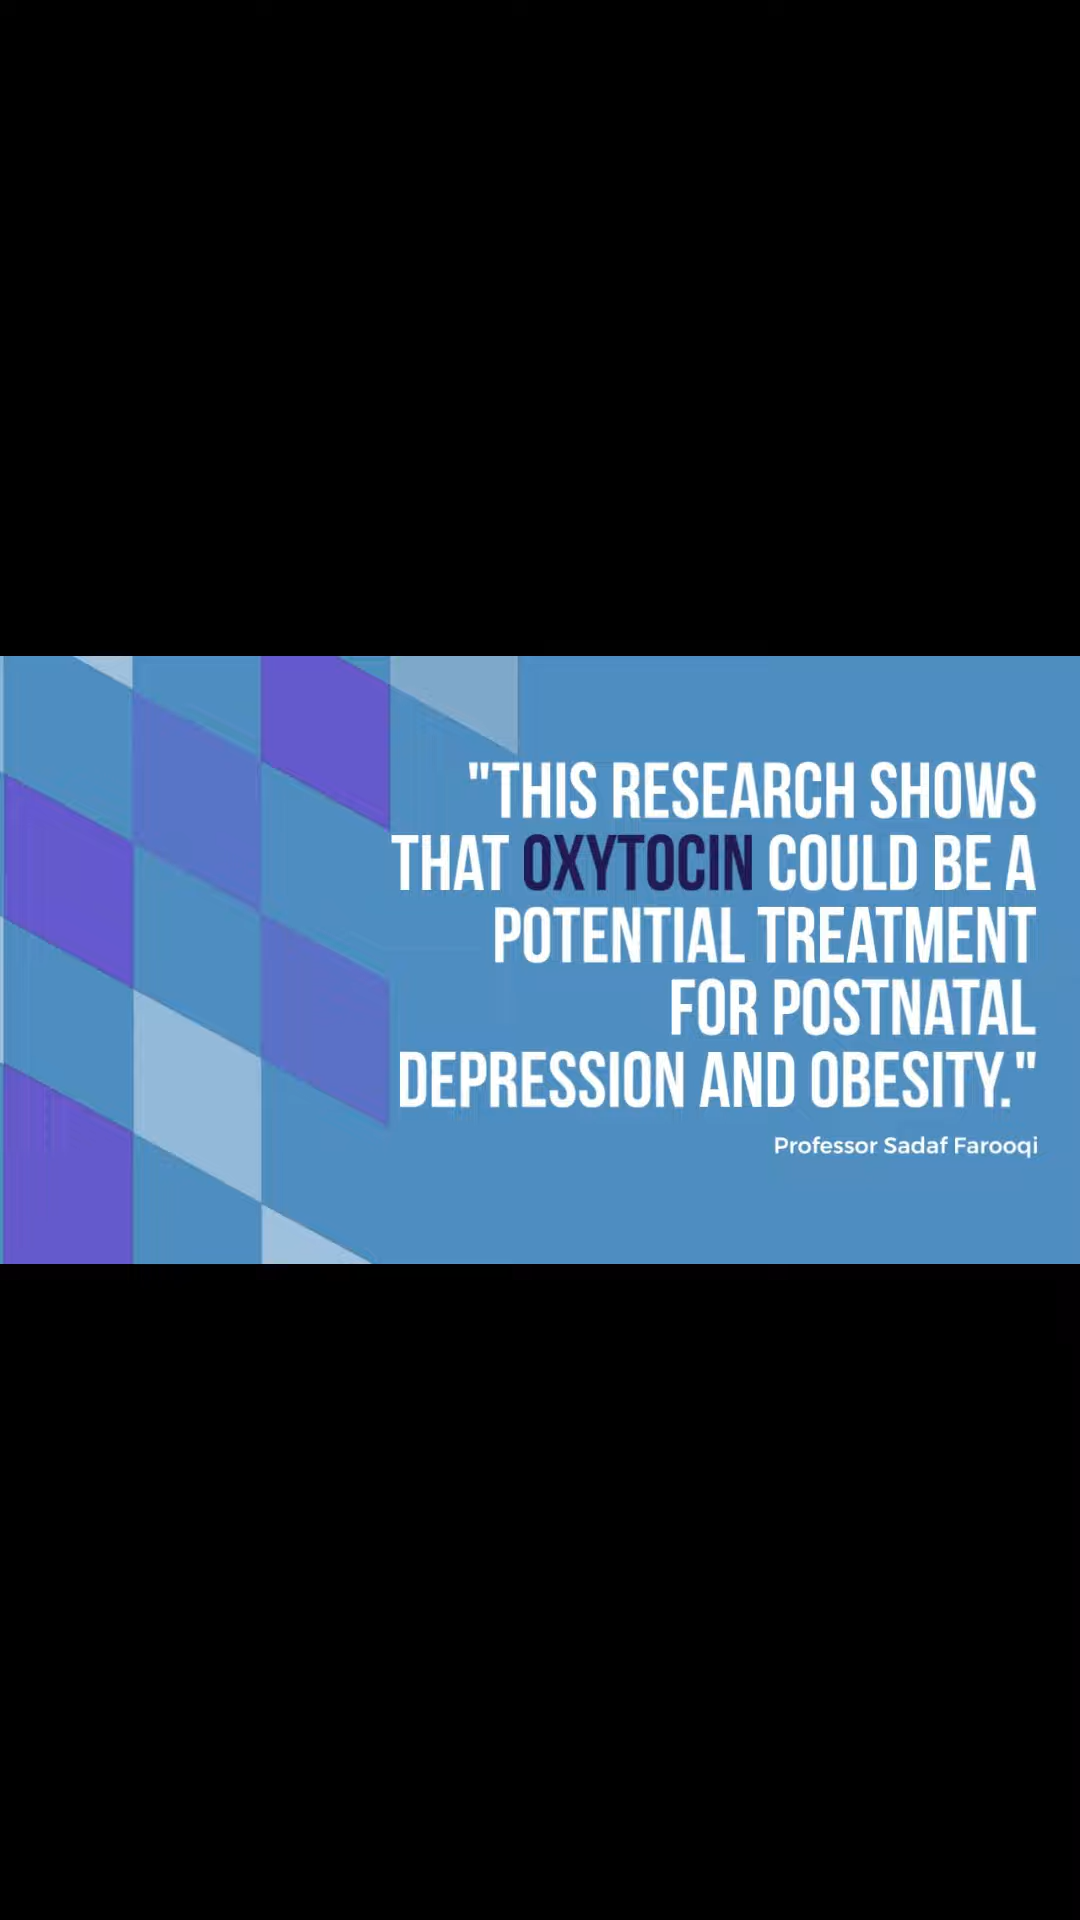 "THIS RESEARCH SHOWS
THAT OXYTOCIN COULD BE A
POTENTIAL TREATMENT
FOR POSTNATAL
DEPRESSION AND OBESITY."
Professor Sadaf Farooqi